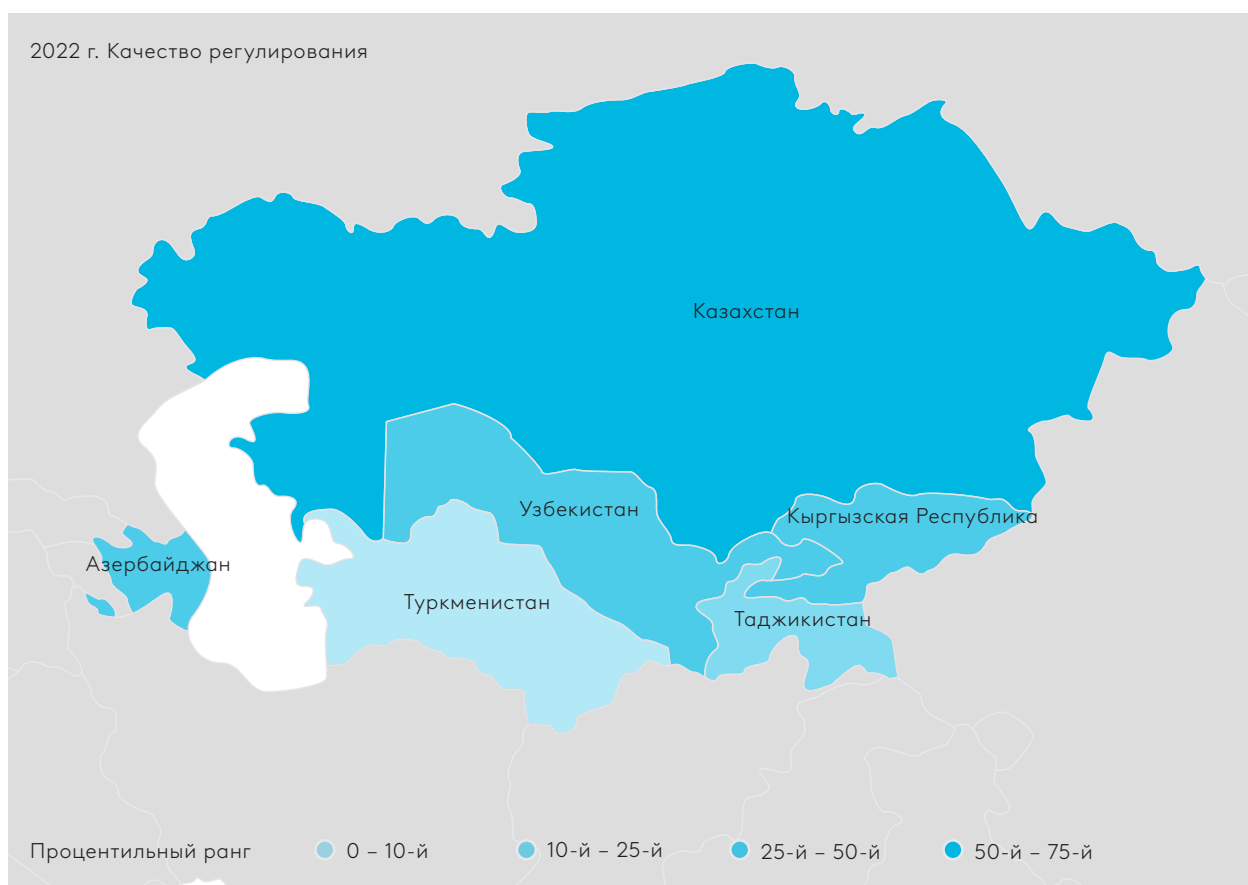 2022 г. Качество регулирования
Казахстан
Узбекистан
Кыргызская Республика
Азербайджан
Туркменистан
Таджикистан
Процентильный ранг
0 – 10-й
10-й – 25-й
25-й – 50-й
50-й – 75-й